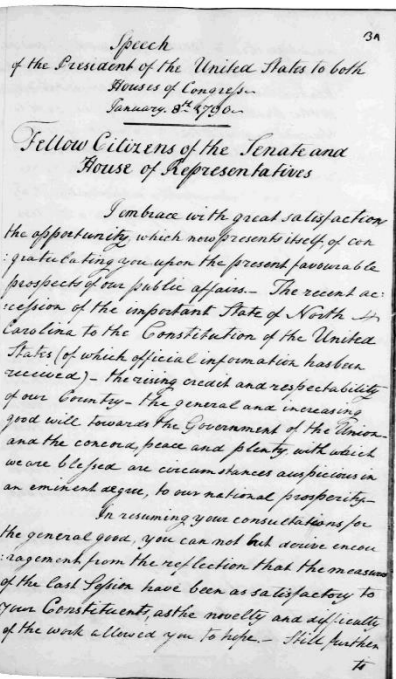 3A
Speech
of the President of the United States to both
Houses of Congress
January. 8th 1790
Fellow Citizens of the Senate and
House of Representatives
I embrace with great satisfaction
the opportunity, which now presents itself, of con
:gratulating you upon the present favourable
prospects of our public affairs. – The recent ac:
:cession of the important State of North
Carolina to the Constitution of the United
States (of which official information has been
received) – the rising credit and respectability
of our Country – the general and increasing
good will towards the Government of the Union –
and the concord, peace and plenty, with which
we are blessed are circumstances auspicious in
an eminent degree, to our national prosperity –
In resuming your consultations for
the general good, you can not but derive encou
:ragement from the reflection that the measures
of the last Session have been as satisfactory to
your Constituents, as the novelty and difficulty
of the work allowed you to hope. – Still further
to